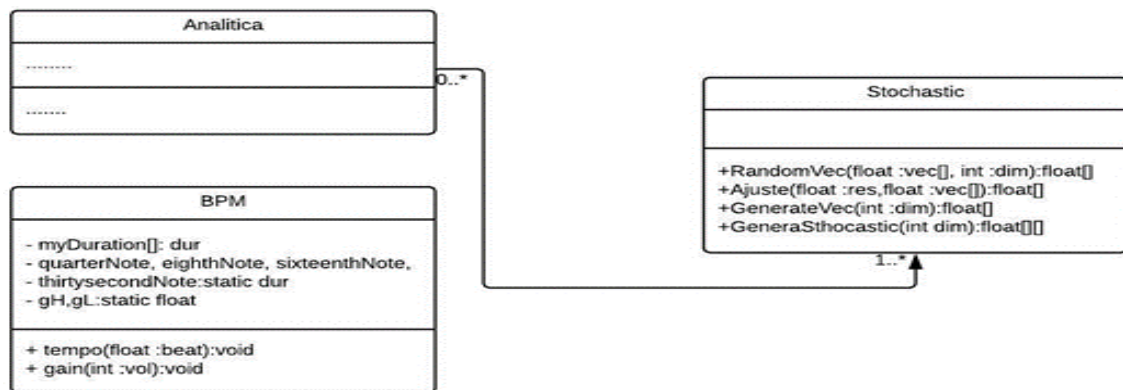 Analitica
........
.......
0..*
Stochastic
+RandomVec(float :vec[], int :dim):float[]
+Ajuste(float :res,float :vec[]):float[]
+GenerateVec(int :dim):float[]
+GeneraSthocastic(int dim):float[][]
1..*
BPM
- myDuration[]: dur
- quarterNote, eighthNote, sixteenthNote,
- thirtysecondNote:static dur
- gH,gL:static float
+ tempo(float :beat):void
+ gain(int :vol):void